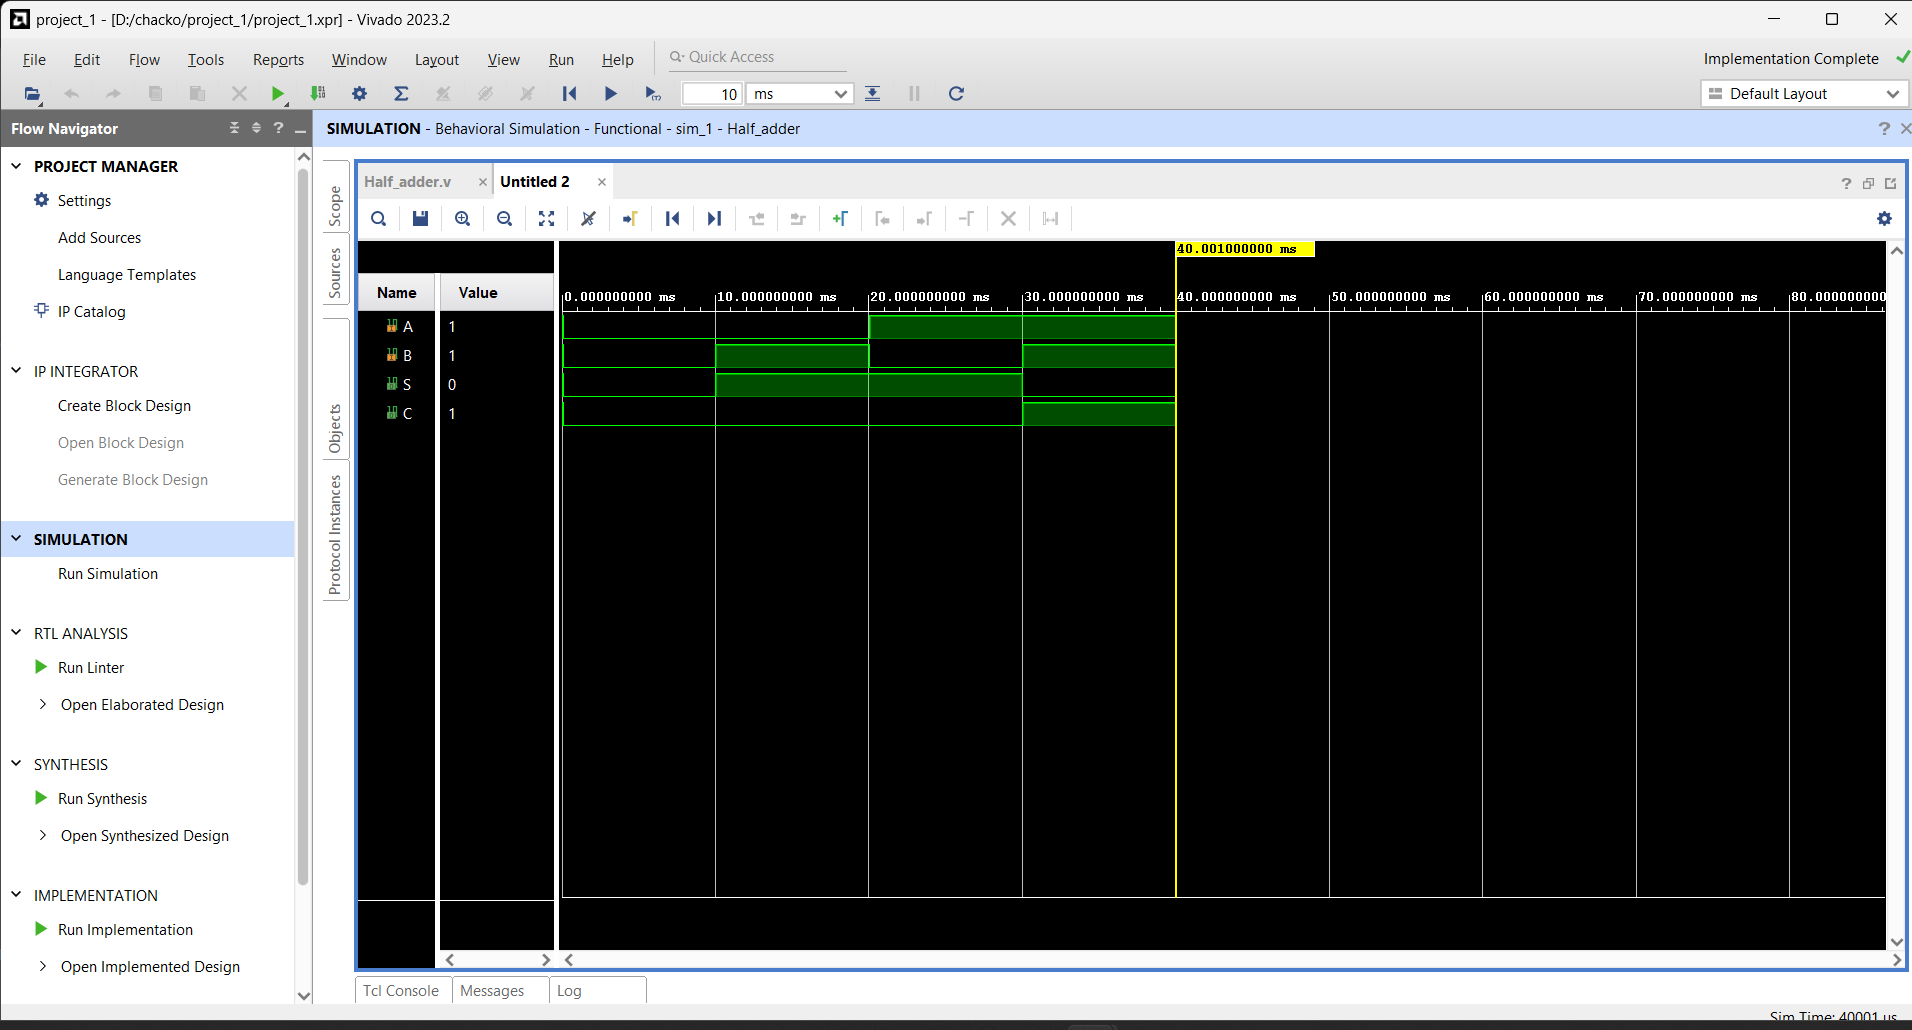 project_1 - [D:/chacko/project_1/project_1.xpr] - Vivado 2023.2
File Edit Flow Tools Reports Window Layout View Run Help Quick Access
Implementation Complete
10 ms
Default Layout
Flow Navigator
SIMULATION - Behavioral Simulation - Functional - sim_1 - Half_adder
PROJECT MANAGER
Settings
Add Sources
Language Templates
IP Catalog
IP INTEGRATOR
Create Block Design
Open Block Design
Generate Block Design
SIMULATION
Run Simulation
RTL ANALYSIS
Run Linter
Open Elaborated Design
SYNTHESIS
Run Synthesis
Open Synthesized Design
IMPLEMENTATION
Run Implementation
Open Implemented Design
Scope
Sources
Objects
Protocol Instances
Half_adder.v
Untitled 2
40.001000000 ms
Name Value
0.000000000 ms 10.000000000 ms 20.000000000 ms 30.000000000 ms 40.000000000 ms 50.000000000 ms 60.000000000 ms 70.000000000 ms 80.000000000
A 1
B 1
S 0
C 1
Tcl Console Messages Log
Sim Time: 40001 us